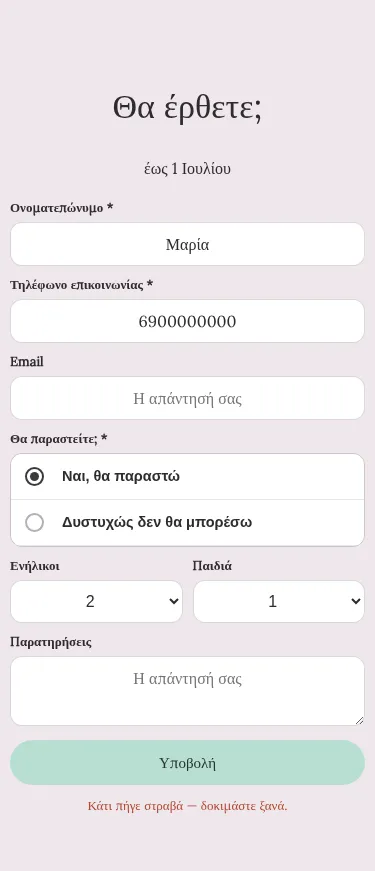 Θα έρθετε;
έως 1 Ιουλίου
Ονοματεπώνυμο *
Μαρία
Τηλέφωνο επικοινωνίας *
6900000000
Email
Η απάντησή σας
Θα παραστείτε; *
Ναι, θα παραστώ
Δυστυχώς δεν θα μπορέσω
Ενήλικοι Παιδιά
2 1
Παρατηρήσεις
Η απάντησή σας
Υποβολή
Κάτι πήγε στραβά — δοκιμάστε ξανά.